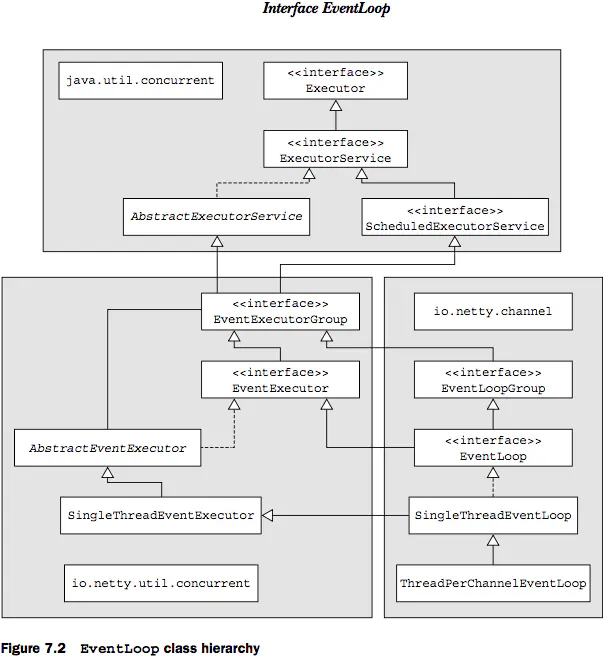 Interface EventLoop
java.util.concurrent
<<interface>>
Executor
<<interface>>
ExecutorService
AbstractExecutorService
<<interface>>
ScheduledExecutorService
<<interface>>
EventExecutorGroup
io.netty.channel
<<interface>>
EventExecutor
<<interface>>
EventLoopGroup
AbstractEventExecutor
<<interface>>
EventLoop
SingleThreadEventExecutor
SingleThreadEventLoop
io.netty.util.concurrent
ThreadPerChannelEventLoop
Figure 7.2 EventLoop class hierarchy